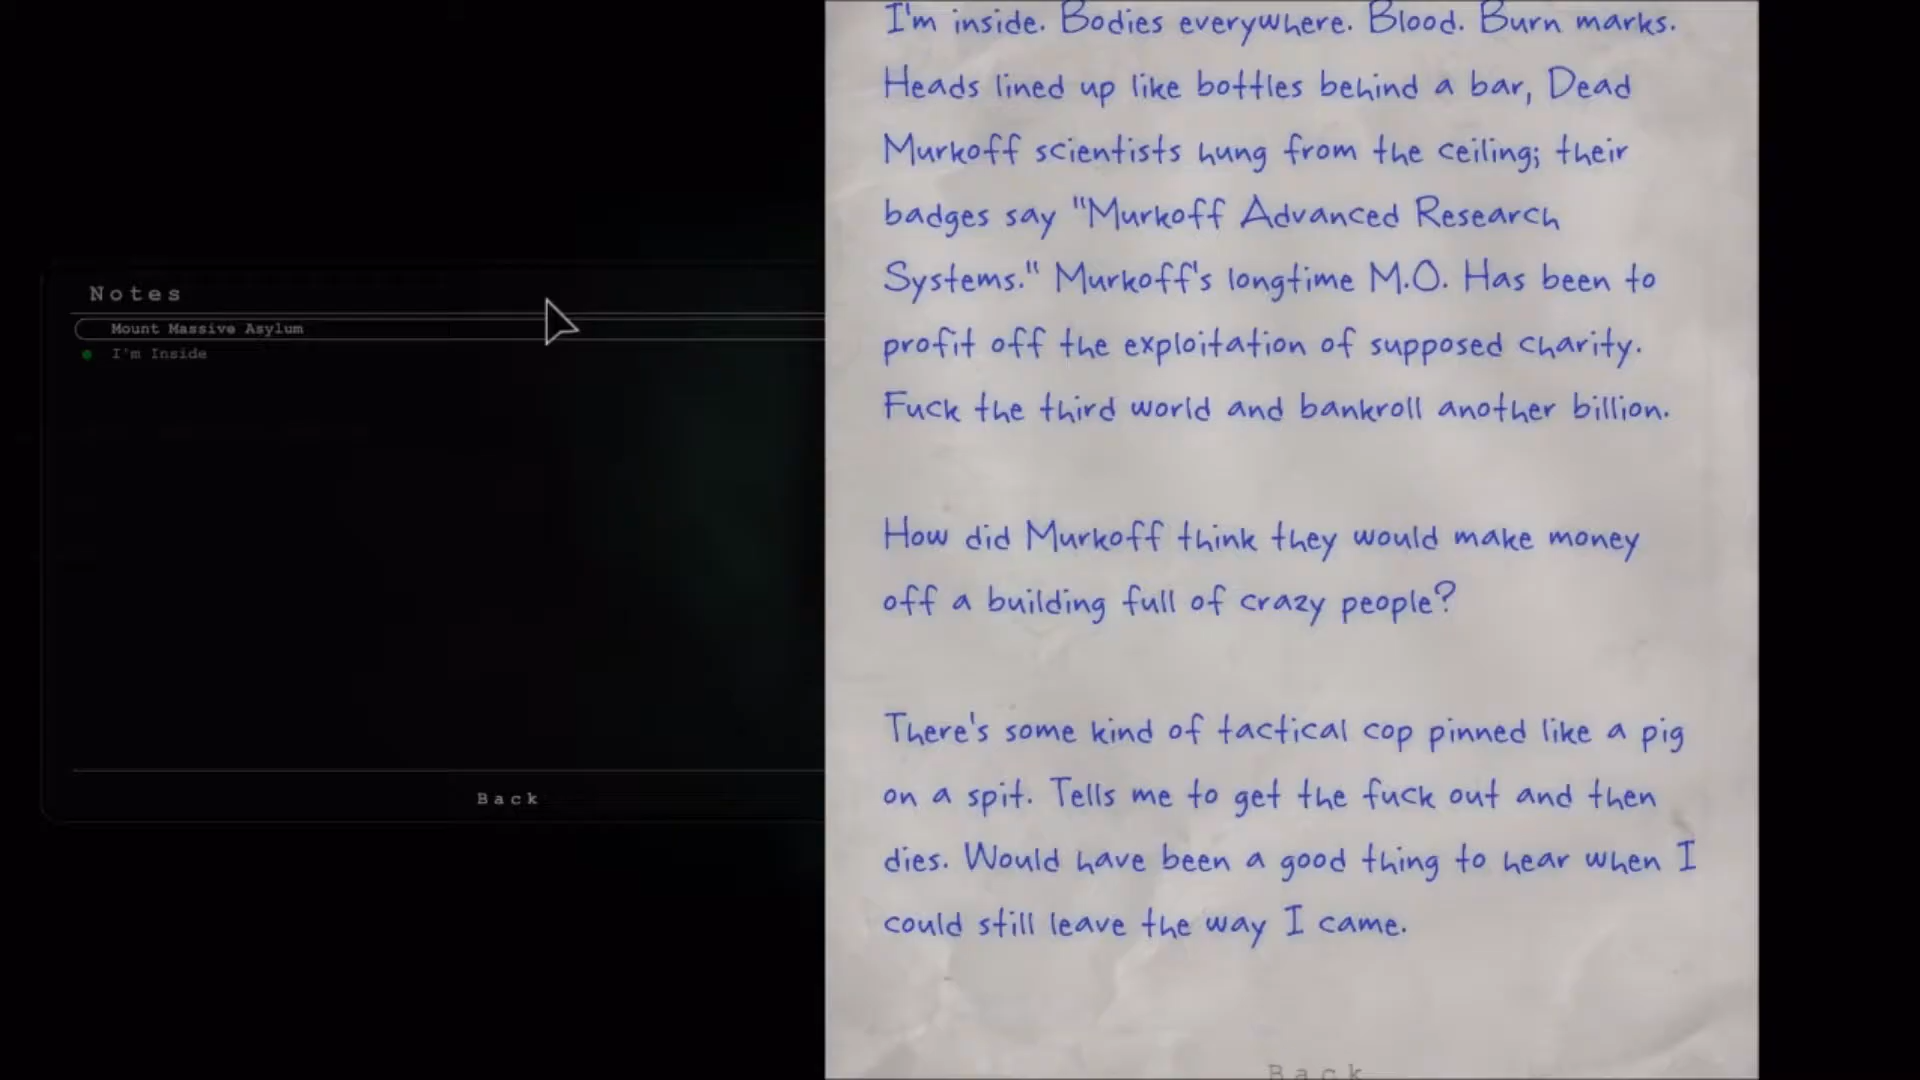 Notes
Mount Massive Asylum
I'm Inside
Back
I'm inside. Bodies everywhere. Blood. Burn marks.
Heads lined up like bottles behind a bar, Dead
Murkoff scientists hung from the ceiling; their
badges say "Murkoff Advanced Research
Systems." Murkoff's longtime M.O. Has been to
profit off the exploitation of supposed charity.
Fuck the third world and bankroll another billion.
How did Murkoff think they would make money
off a building full of crazy people?
There's some kind of tactical cop pinned like a pig
on a spit. Tells me to get the fuck out and then
dies. Would have been a good thing to hear when I
could still leave the way I came.
Back